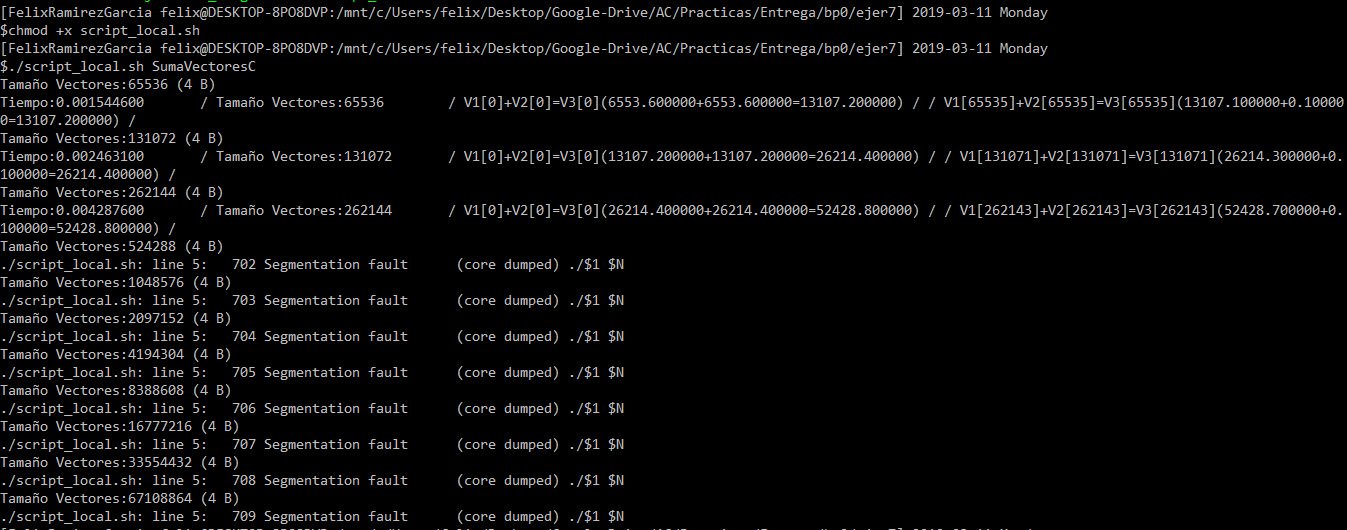 [FelixRamirezGarcia felix@DESKTOP-8PO8DVP:/mnt/c/Users/felix/Desktop/Google-Drive/AC/Practicas/Entrega/bp0/ejer7] 2019-03-11 Monday
$chmod +x script_local.sh
[FelixRamirezGarcia felix@DESKTOP-8PO8DVP:/mnt/c/Users/felix/Desktop/Google-Drive/AC/Practicas/Entrega/bp0/ejer7] 2019-03-11 Monday
$./script_local.sh SumaVectoresC
Tamaño Vectores:65536 (4 B)
Tiempo:0.001544600       / Tamaño Vectores:65536        / V1[0]+V2[0]=V3[0](6553.600000+6553.600000=13107.200000) / / V1[65535]+V2[65535]=V3[65535](13107.100000+0.10000
0=13107.200000) /
Tamaño Vectores:131072 (4 B)
Tiempo:0.002463100       / Tamaño Vectores:131072       / V1[0]+V2[0]=V3[0](13107.200000+13107.200000=26214.400000) / / V1[131071]+V2[131071]=V3[131071](26214.300000+0.
100000=26214.400000) /
Tamaño Vectores:262144 (4 B)
Tiempo:0.004287600       / Tamaño Vectores:262144       / V1[0]+V2[0]=V3[0](26214.400000+26214.400000=52428.800000) / / V1[262143]+V2[262143]=V3[262143](52428.700000+0.
100000=52428.800000) /
Tamaño Vectores:524288 (4 B)
./script_local.sh: line 5:   702 Segmentation fault      (core dumped) ./$1 $N
Tamaño Vectores:1048576 (4 B)
./script_local.sh: line 5:   703 Segmentation fault      (core dumped) ./$1 $N
Tamaño Vectores:2097152 (4 B)
./script_local.sh: line 5:   704 Segmentation fault      (core dumped) ./$1 $N
Tamaño Vectores:4194304 (4 B)
./script_local.sh: line 5:   705 Segmentation fault      (core dumped) ./$1 $N
Tamaño Vectores:8388608 (4 B)
./script_local.sh: line 5:   706 Segmentation fault      (core dumped) ./$1 $N
Tamaño Vectores:16777216 (4 B)
./script_local.sh: line 5:   707 Segmentation fault      (core dumped) ./$1 $N
Tamaño Vectores:33554432 (4 B)
./script_local.sh: line 5:   708 Segmentation fault      (core dumped) ./$1 $N
Tamaño Vectores:67108864 (4 B)
./script_local.sh: line 5:   709 Segmentation fault      (core dumped) ./$1 $N